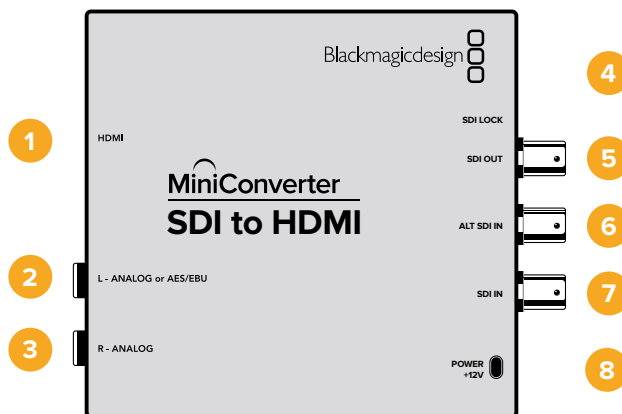 Blackmagicdesign
4
1
HDMI
SDI LOCK
SDI OUT
5
MiniConverter
SDI to HDMI
ALT SDI IN
6
2
L - ANALOG or AES/EBU
SDI IN
7
3
R - ANALOG
POWER
+12V
8